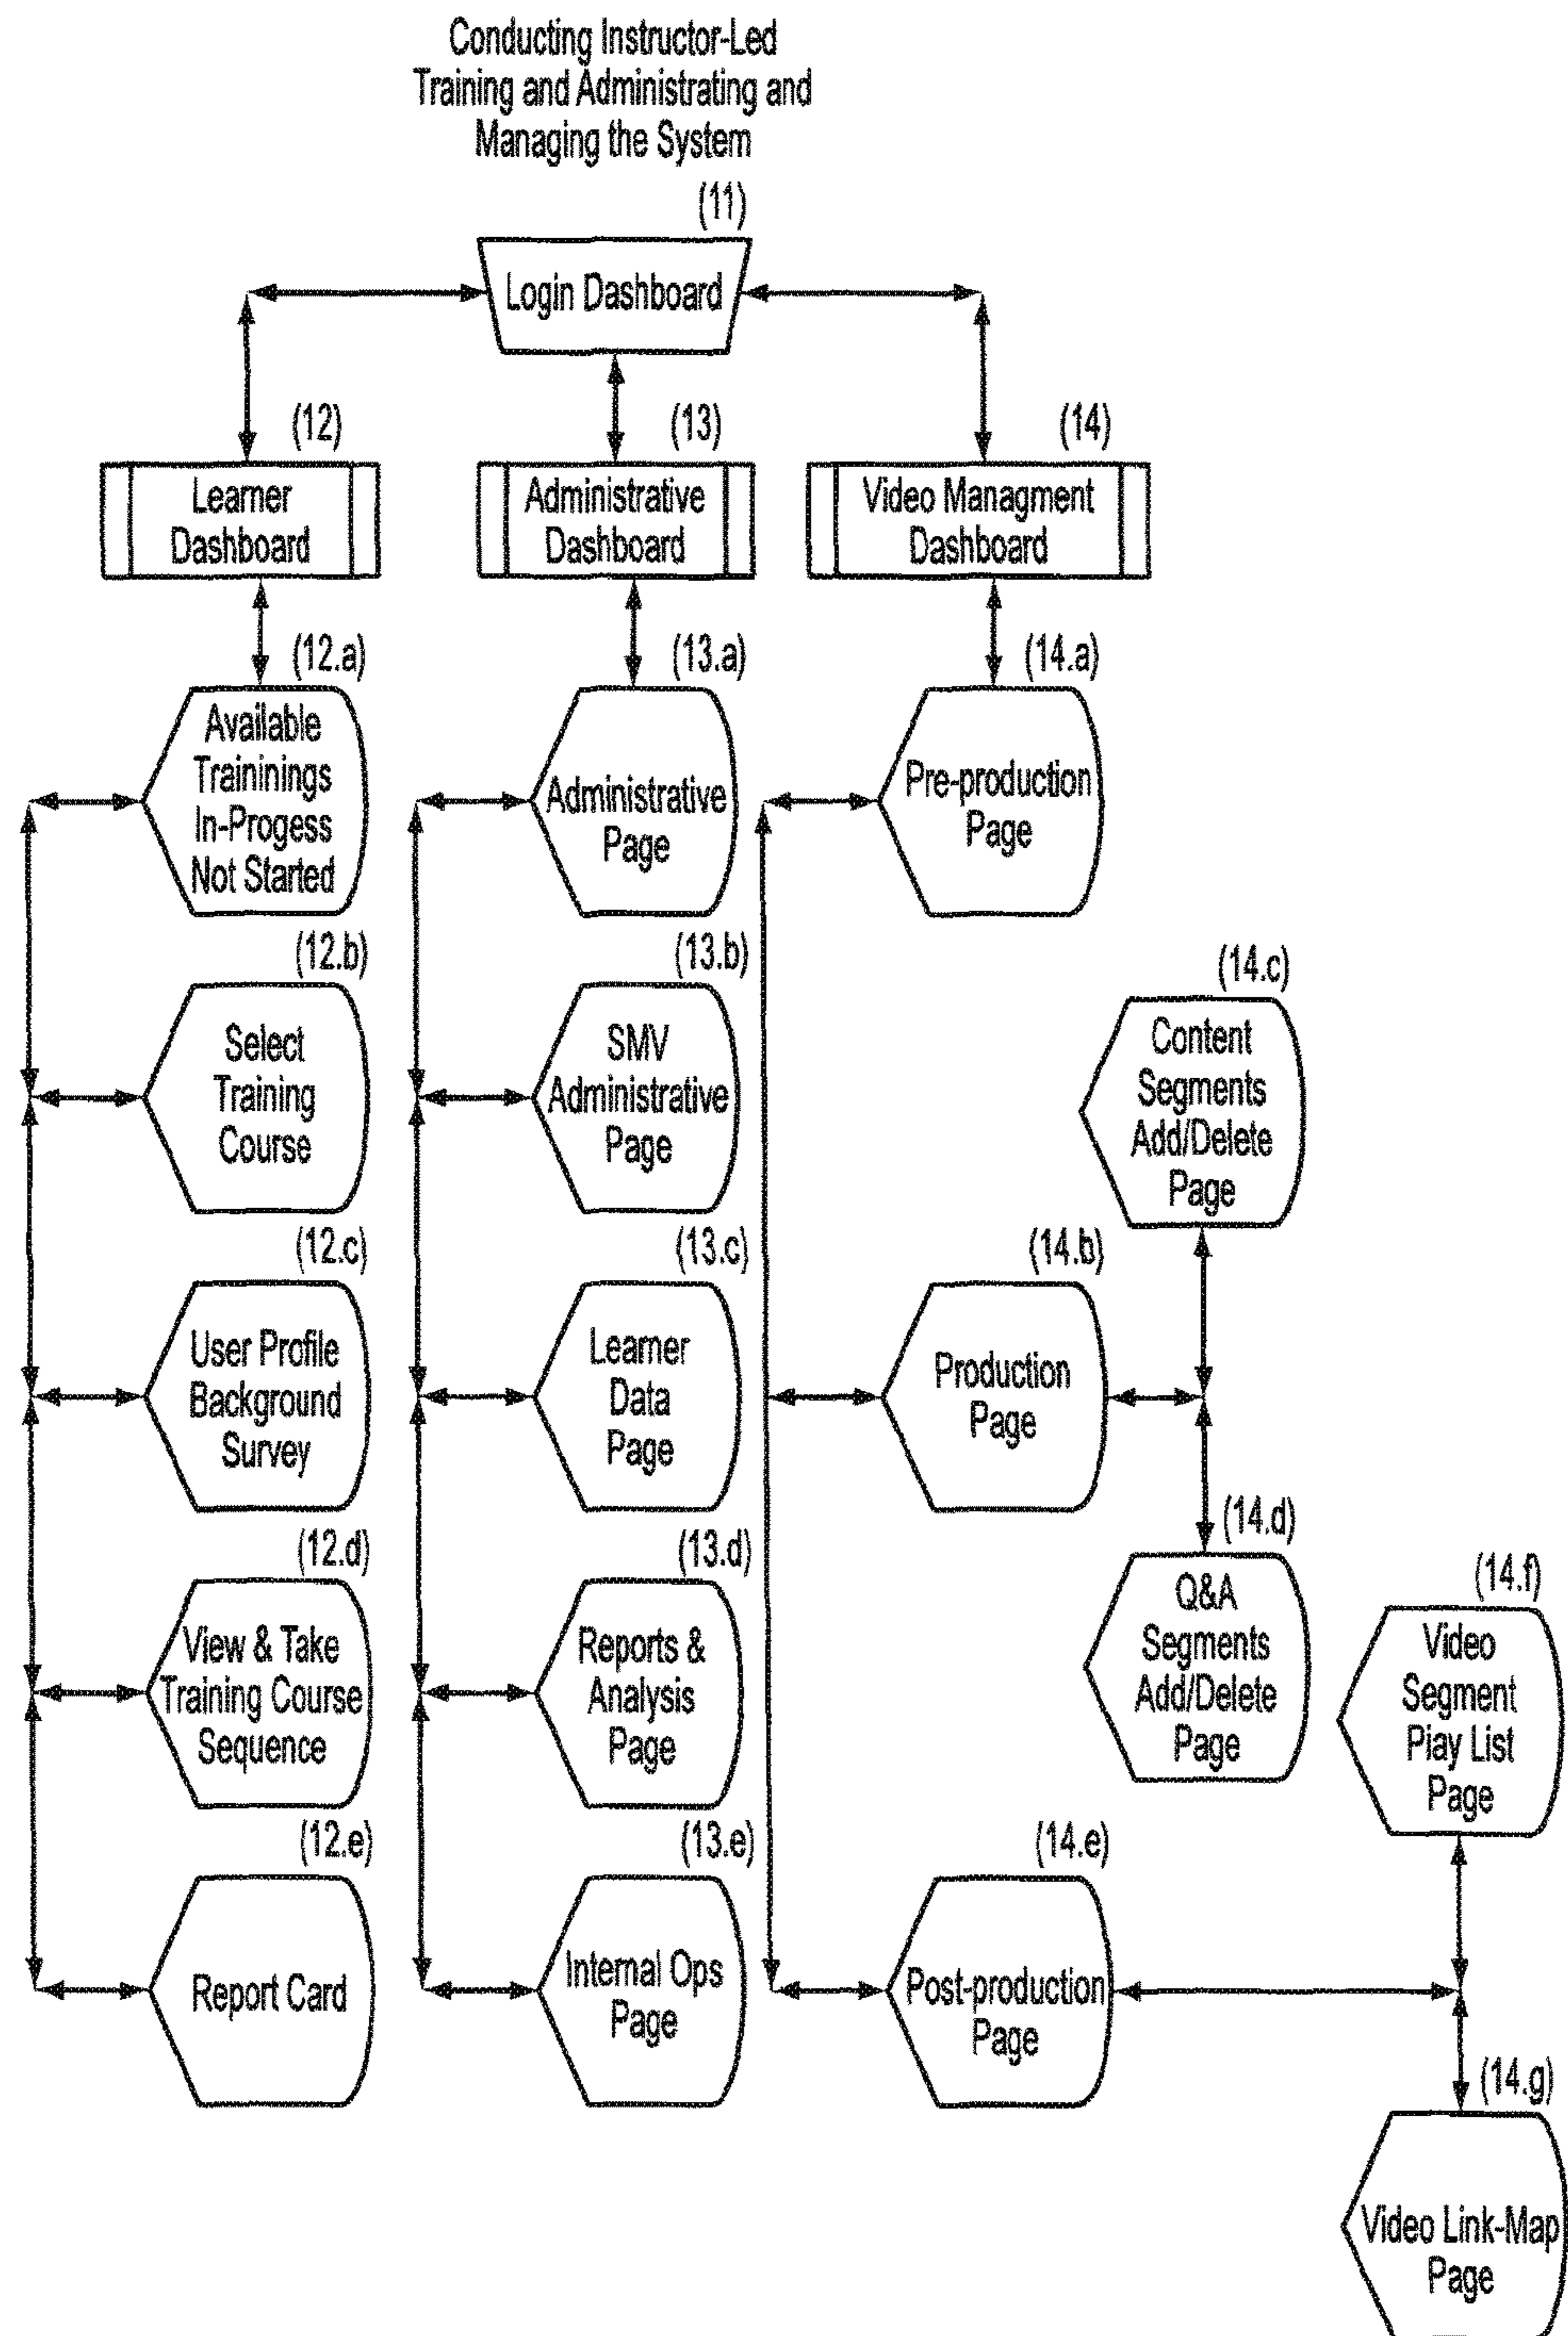 Conducting Instructor-Led
Training and Administrating and
Managing the System
(11)
Login Dashboard
(12)
Learner
Dashboard
(13)
Administrative
Dashboard
(14)
Video Managment
Dashboard
(12.a)
Available
Traininings
In-Progess
Not Started
(12.b)
Select
Training
Course
(12.c)
User Profile
Background
Survey
(12.d)
View & Take
Training Course
Sequence
(12.e)
Report Card
(13.a)
Administrative
Page
(13.b)
SMV
Administrative
Page
(13.c)
Learner
Data
Page
(13.d)
Reports &
Analysis
Page
(13.e)
Internal Ops
Page
(14.a)
Pre-production
Page
(14.b)
Production
Page
(14.c)
Content
Segments
Add/Delete
Page
(14.d)
Q&A
Segments
Add/Delete
Page
(14.e)
Post-production
Page
(14.f)
Video
Segment
Play List
Page
(14.g)
Video Link-Map
Page